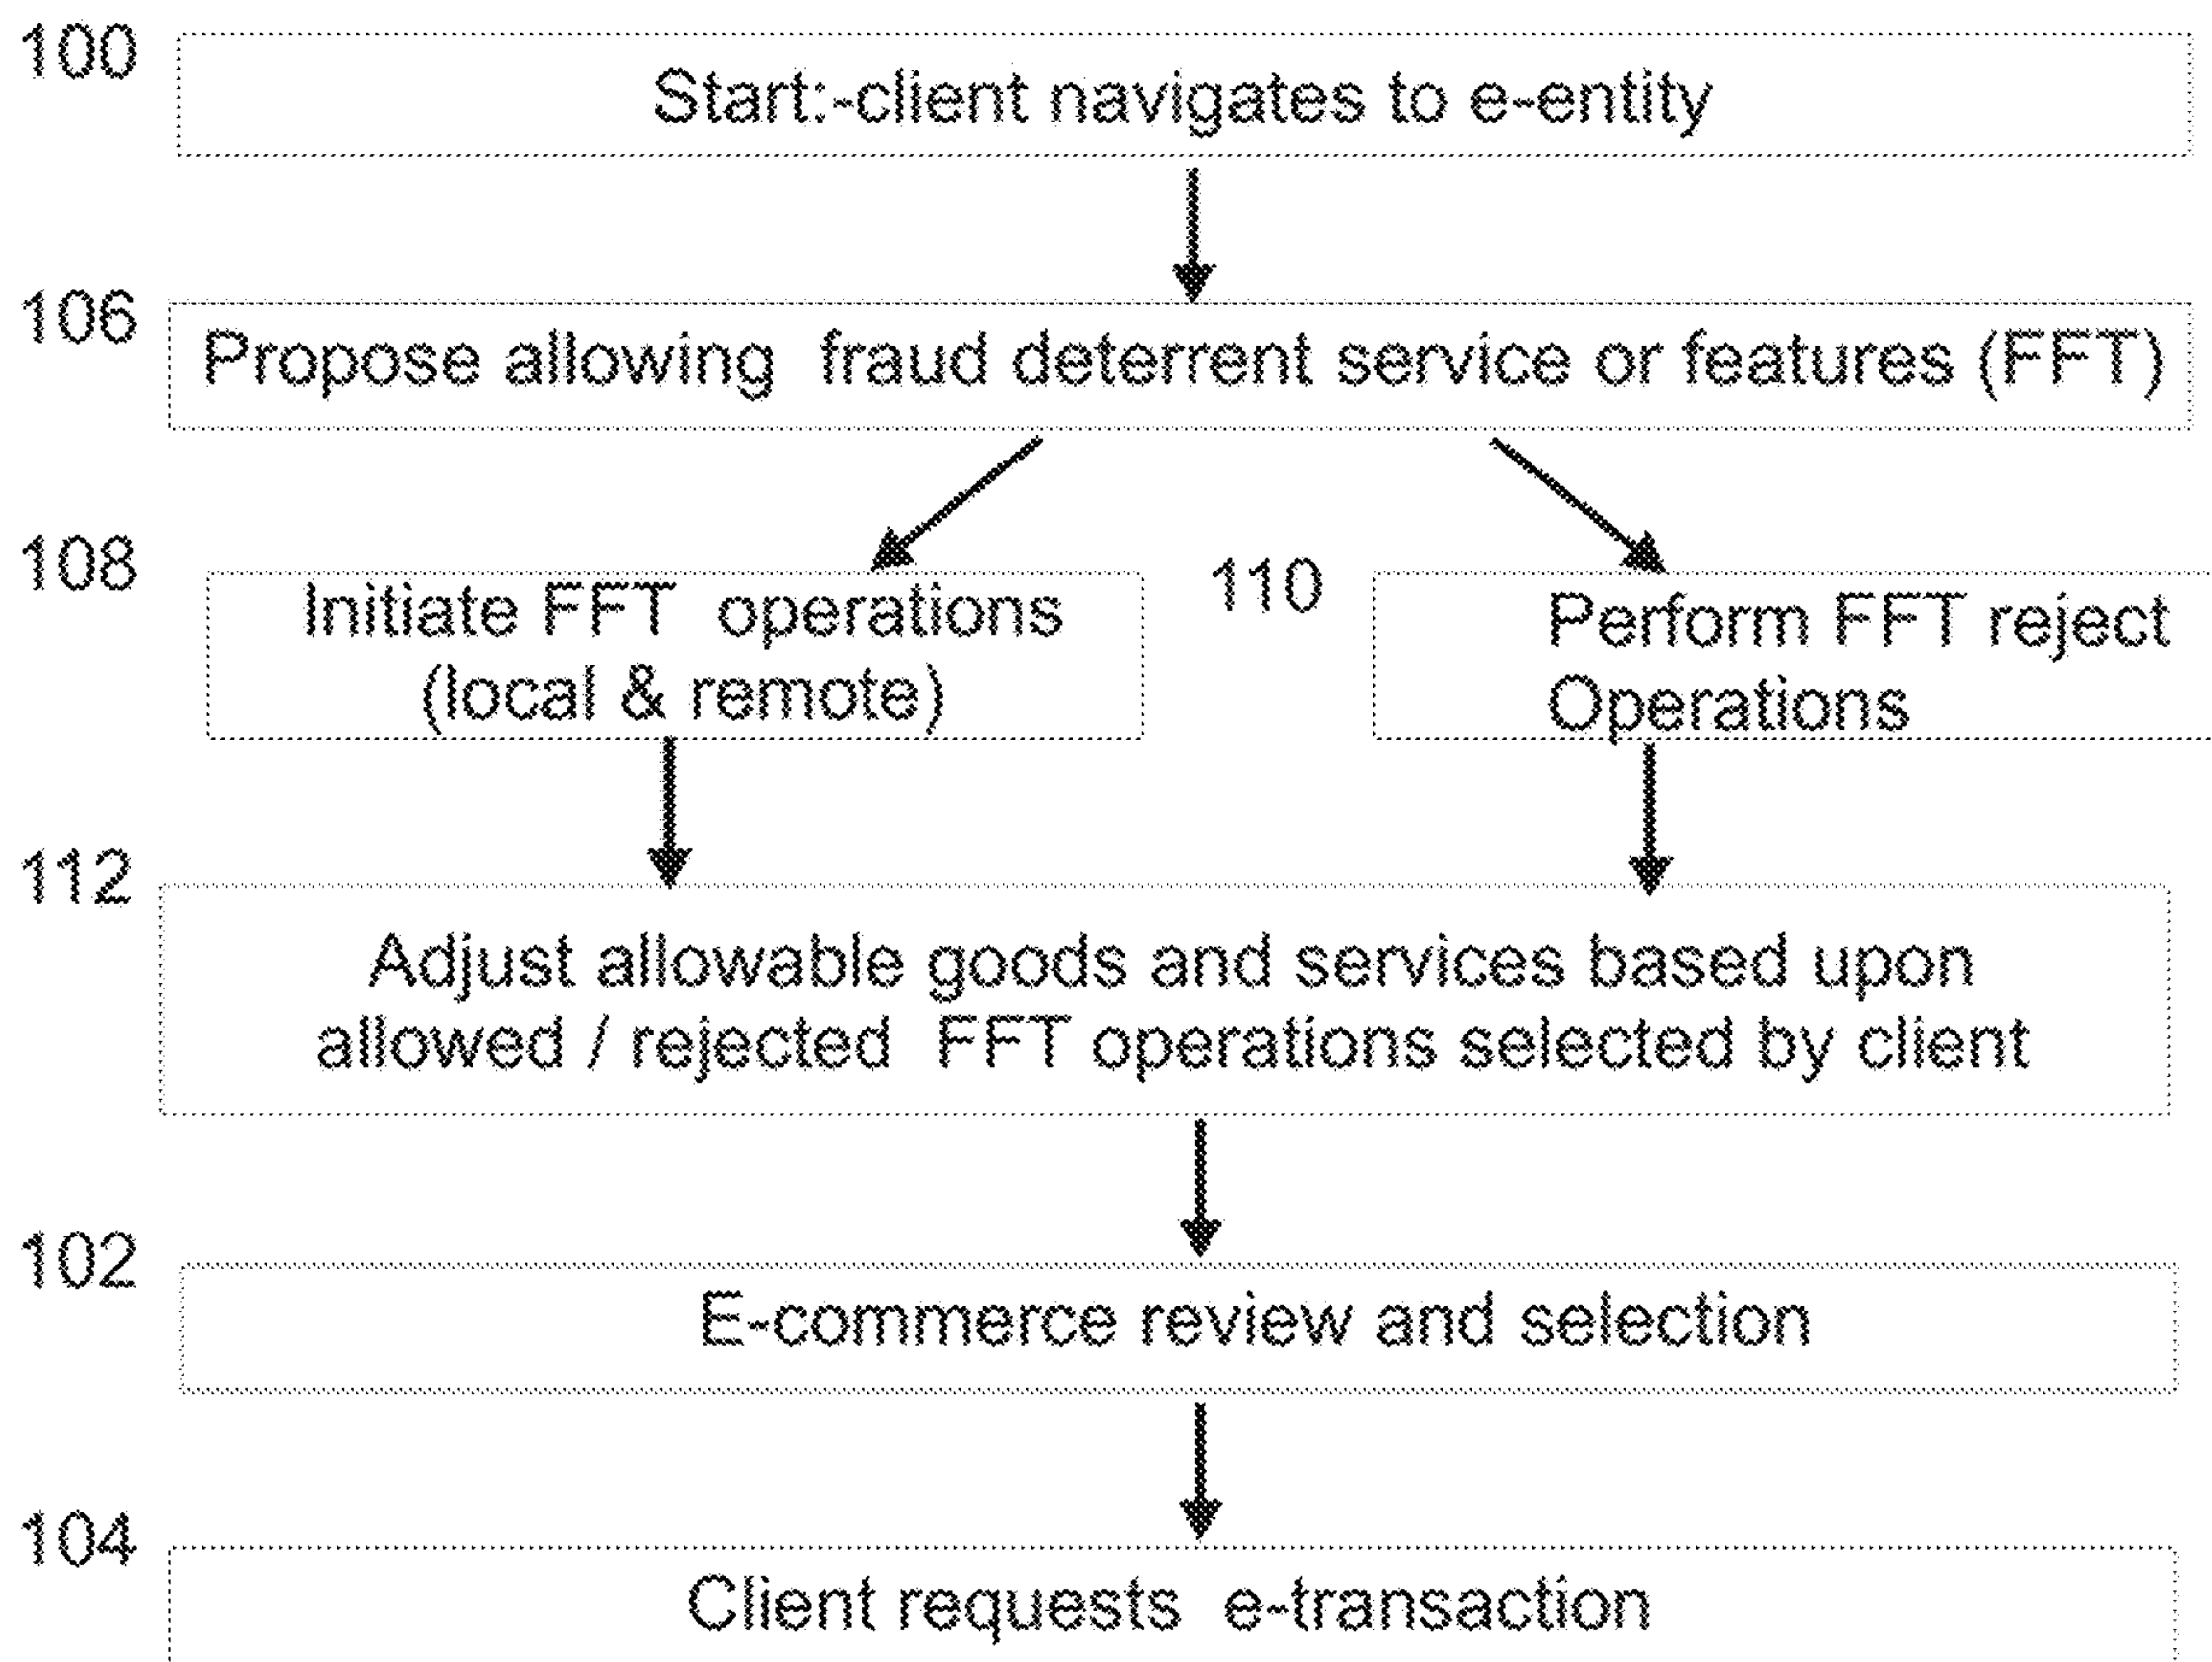 100
Start:-client navigates to e-entity
106
Propose allowing fraud deterrent service or features (FFT)
108
Initiate FFT operations
(local & remote)
110
Perform FFT reject
Operations
112
Adjust allowable goods and services based upon
allowed / rejected FFT operations selected by client
102
E-commerce review and selection
104
Client requests e-transaction